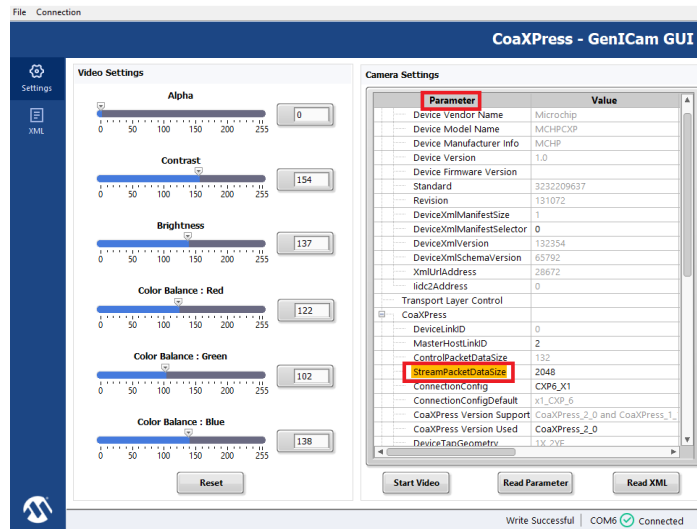 File Connection
CoaXPress - GenICam GUI
Settings
XML
Video Settings
Alpha
0
0 50 100 150 200 255
Contrast
154
0 50 100 150 200 255
Brightness
137
0 50 100 150 200 255
Color Balance : Red
122
0 50 100 150 200 255
Color Balance : Green
102
0 50 100 150 200 255
Color Balance : Blue
138
0 50 100 150 200 255
Reset
Camera Settings
Parameter Value
Device Vendor Name Microchip
Device Model Name MCHPCXP
Device Manufacturer Info MCHP
Device Version 1.0
Device Firmware Version
Standard 3232209637
Revision 131072
DeviceXmlManifestSize 1
DeviceXmlManifestSelector 0
DeviceXmlVersion 132354
DeviceXmlSchemaVersion 65792
XmlUrlAddress 28672
Iidc2Address 0
Transport Layer Control
CoaXPress
DeviceLinkID 0
MasterHostLinkID 2
ControlPacketDataSize 132
StreamPacketDataSize 2048
ConnectionConfig CXP6_X1
ConnectionConfigDefault x1_CXP_6
CoaXPress Version Support CoaXPress_2_0 and CoaXPress_1_
CoaXPress Version Used CoaXPress_2_0
DeviceTapGeometry 1X_2YE
Start Video Read Parameter Read XML
Write Successful COM6 Connected